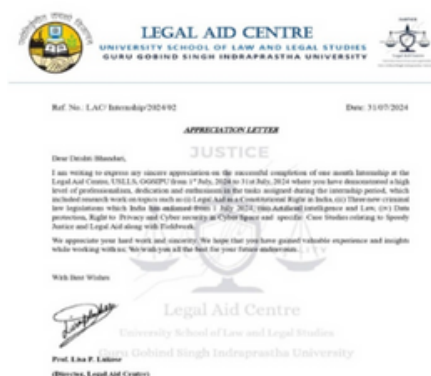 LEGAL AID CENTRE
UNIVERSITY SCHOOL OF LAW AND LEGAL STUDIES
GURU GOBIND SINGH INDRAPRASTHA UNIVERSITY
JUSTICE
Ref. No. LAC/ Internship/2024/92 Date: 31/07/2024
APPRECIATION LETTER
JUSTICE
Dear
I am writing to express my sincere appreciation on the successful completion of one month Internship at the
Legal Aid Centre, USLLS, GGSIPU from 1st July, 2024 to 31st July, 2024 where you have demonstrated a high
level of professionalism, dedication and enthusiasm in the tasks assigned during the internship period, which
included research work on topics such as (i) Legal Aid as a Constitutional Right in India, (ii) Three new criminal
law legislations which India has enforced from 1 July 2024, (iii) Artificial intelligence and Law, (iv) Data
protection, Right to Privacy and Cyber security in Cyber Space and specific Case Studies relating to Speedy
Justice and Legal Aid along with Fieldwork.
We appreciate your hard work and sincerity. We hope that you have gained valuable experience and insights
while working with us. We wish you all the best for your future endeavours.
With Best Wishes
Legal Aid Centre
University School of Law and Legal Studies
Guru Gobind Singh Indraprastha University
Prof. Lisa P. Lukose
(Director, Legal Aid Centre)